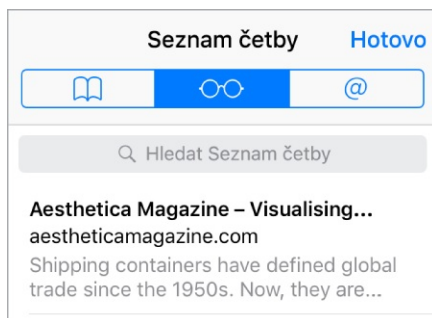 Seznam četby Hotovo
@
Hledat Seznam četby
Aesthetica Magazine – Visualising...
aestheticamagazine.com
Shipping containers have defined global
trade since the 1950s. Now, they are...